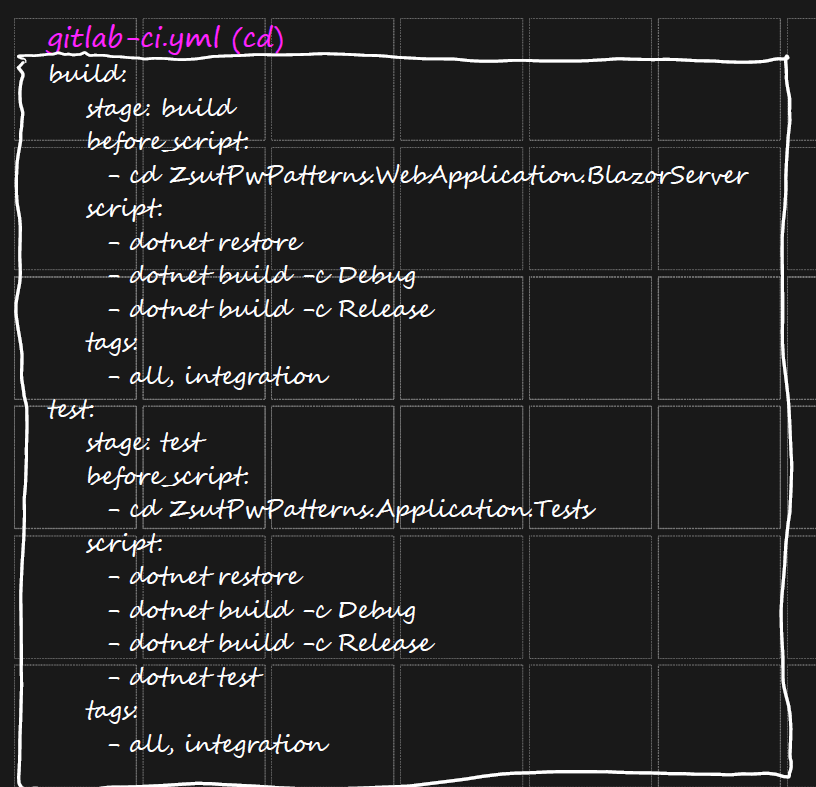 gitlab-ci.yml (cd)
build:
stage: build
before_script:
- cd ZsutPwPatterns.WebApplication.BlazorServer
script:
- dotnet restore
- dotnet build -c Debug
- dotnet build -c Release
tags:
- all, integration
test:
stage: test
before_script:
- cd ZsutPwPatterns.Application.Tests
script:
- dotnet restore
- dotnet build -c Debug
- dotnet build -c Release
- dotnet test
tags:
- all, integration